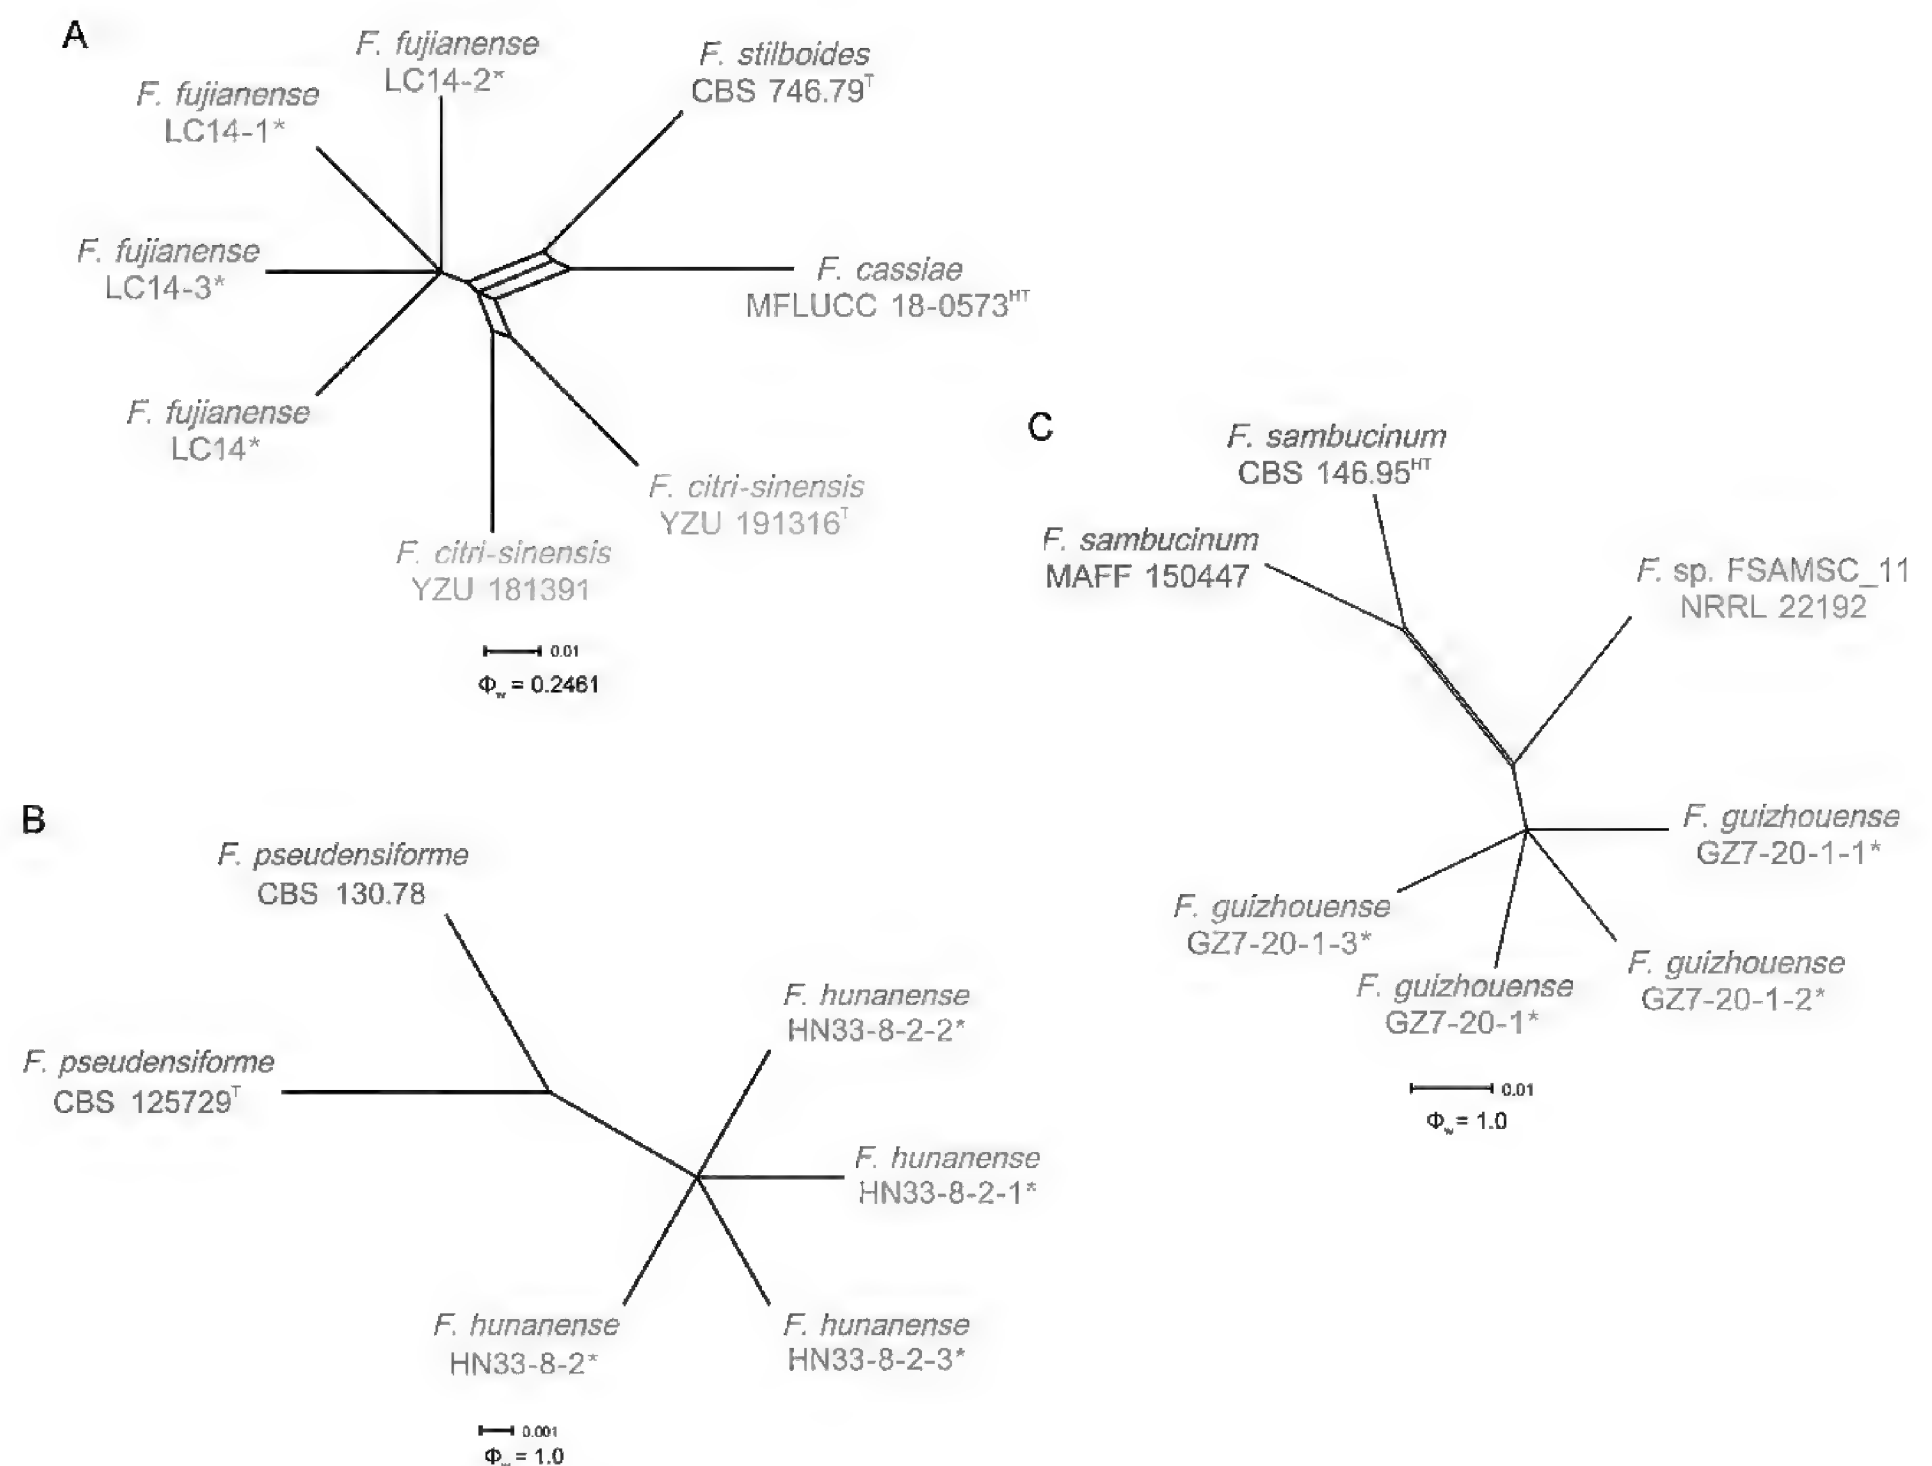 A
F. fujianense
LC14-2*
F. stilboides
CBS 746.79ᵀ
F. fujianense
LC14-1*
F. fujianense
LC14-3*
F. cassiae
MFLUCC 18-0573ᴴᵀ
F. fujianense
LC14*
F. citri-sinensis
YZU 191316ᵀ
F. citri-sinensis
YZU 181391
0.01
Φw = 0.2461
B
F. pseudensiforme
CBS 130.78
F. hunanense
HN33-8-2-2*
F. pseudensiforme
CBS 125729ᵀ
F. hunanense
HN33-8-2-1*
F. hunanense
HN33-8-2*
F. hunanense
HN33-8-2-3*
0.001
Φw = 1.0
C
F. sambucinum
CBS 146.95ᴴᵀ
F. sambucinum
MAFF 150447
F. sp. FSAMSC_11
NRRL 22192
F. guizhouense
GZ7-20-1-1*
F. guizhouense
GZ7-20-1-3*
F. guizhouense
GZ7-20-1-2*
F. guizhouense
GZ7-20-1*
0.01
Φw = 1.0